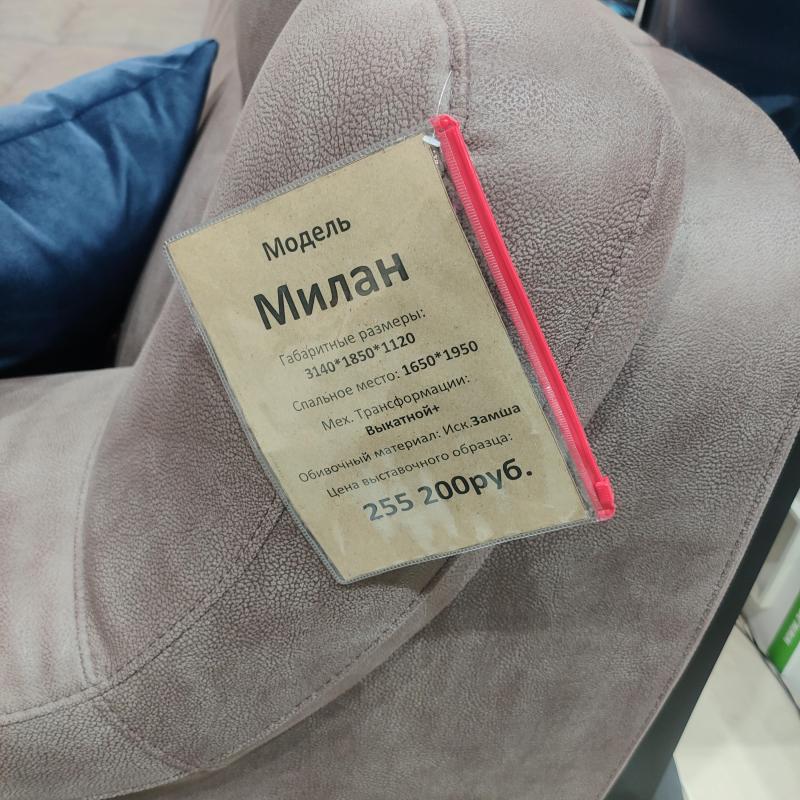 Модель
Милан
Габаритные размеры:
3140*1850*1120
Спальное место: 1650*1950
Мех. Трансформации:
Выкатной+
Обивочный материал: Иск.Замша
Цена выставочного образца:
255 200руб.